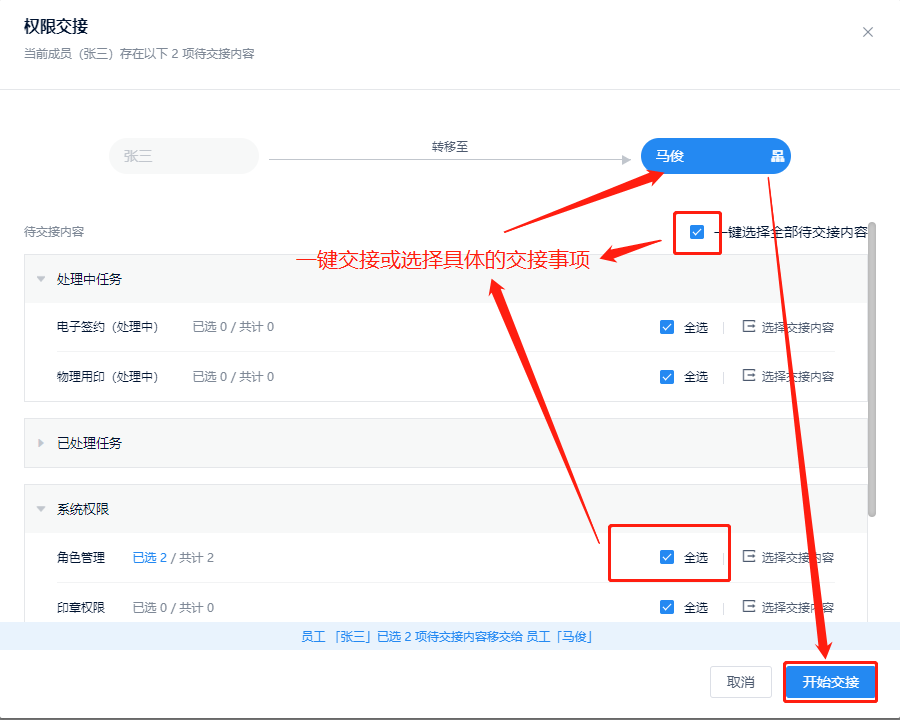 权限交接
当前成员（张三）存在以下 2 项待交接内容
张三
转移至
马俊
待交接内容
一键选择全部待交接内容
一键交接或选择具体的交接事项
处理中任务
电子签约（处理中） 已选 0 / 共计 0 全选 选择交接内容
物理用印（处理中） 已选 0 / 共计 0 全选 选择交接内容
已处理任务
系统权限
角色管理 已选 2 / 共计 2 全选 选择交接内容
印章权限 已选 0 / 共计 0 全选 选择交接内容
员工 「张三」已选 2 项待交接内容移交给 员工「马俊」
取消 开始交接